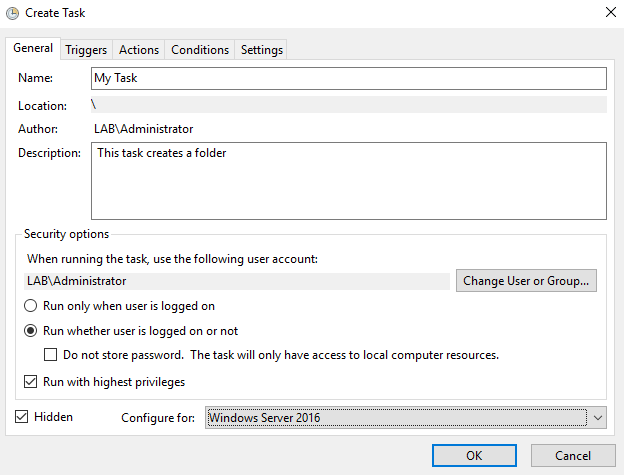 Create Task
General Triggers Actions Conditions Settings
Name: My Task
Location: \
Author: LAB\Administrator
Description: This task creates a folder
Security options
When running the task, use the following user account:
LAB\Administrator Change User or Group...
Run only when user is logged on
Run whether user is logged on or not
Do not store password. The task will only have access to local computer resources.
Run with highest privileges
Hidden Configure for: Windows Server 2016
OK Cancel